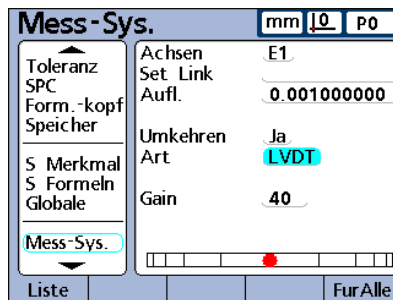 Mess-Sys.
mm 0 P0
Toleranz
SPC
Form.-kopf
Speicher
S Merkmal
S Formeln
Globale
Mess-Sys.
Achsen E1
Set Link
Aufl. 0.001000000
Umkehren Ja
Art LVDT
Gain 40
Liste FurAlle